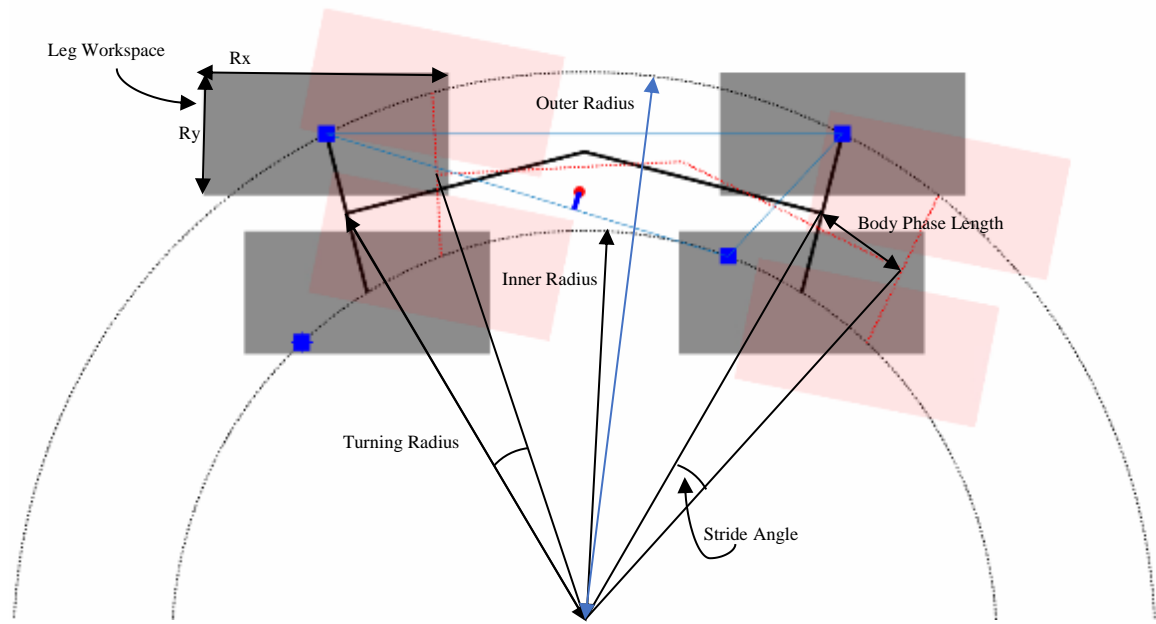 Leg Workspace
Rx
Outer Radius
Ry
Body Phase Length
Inner Radius
Turning Radius
Stride Angle